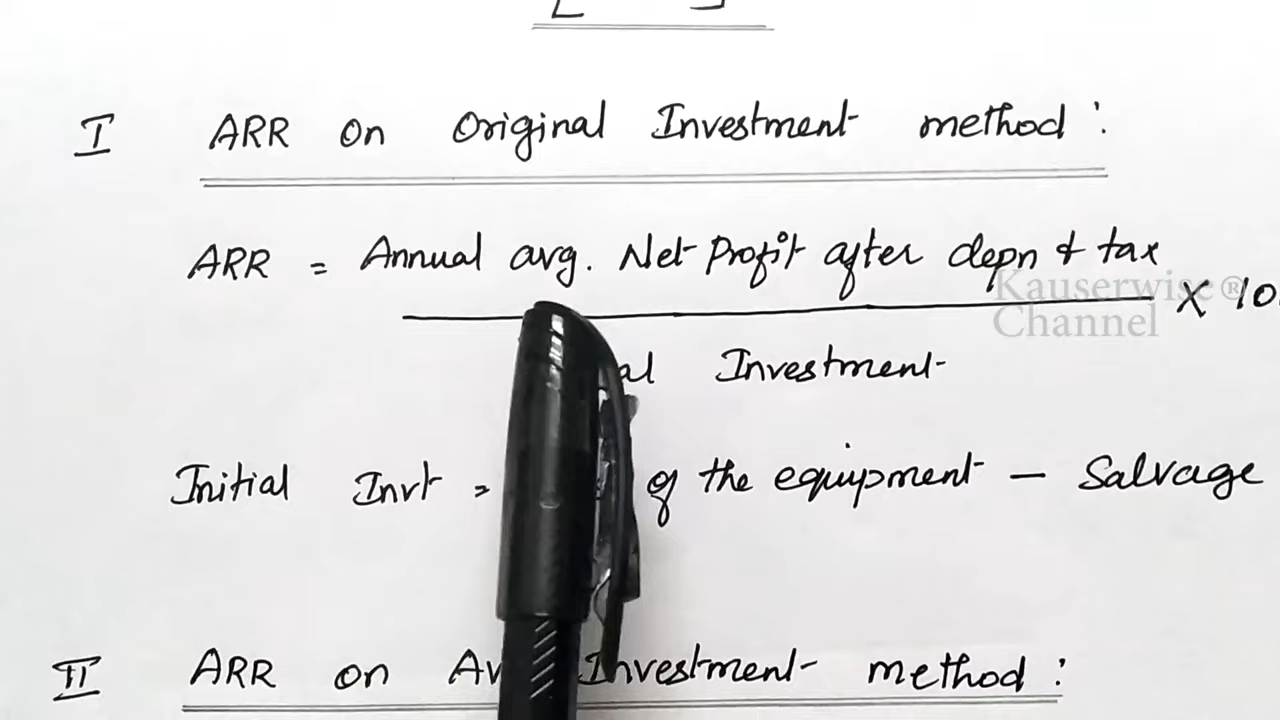 I ARR on Original Investment method :
ARR = Annual avg. Net Profit after depn & tax
X 10
Kauserwise®
Channel
al Investment
Initial Invt = of the equipment – Salvage
II ARR on Av Investment method :